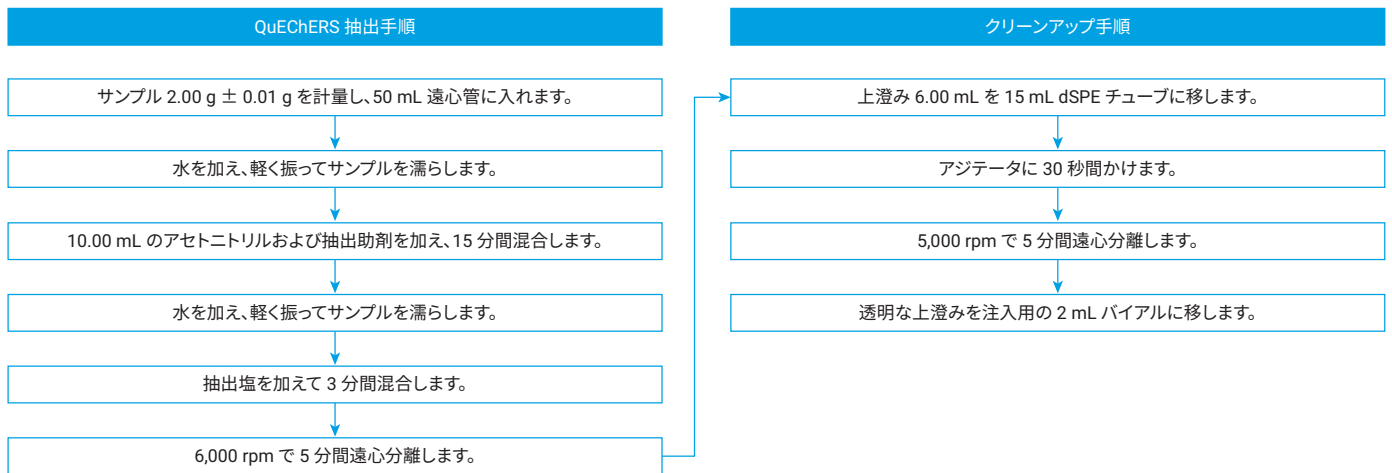 QuEChERS 抽出手順
サンプル 2.00 g ± 0.01 g を計量し、50 mL 遠心管に入れます。
水を加え、軽く振ってサンプルを濡らします。
10.00 mL のアセトニトリルおよび抽出助剤を加え、15 分間混合します。
水を加え、軽く振ってサンプルを濡らします。
抽出塩を加えて 3 分間混合します。
6,000 rpm で 5 分間遠心分離します。
クリーンアップ手順
上澄み 6.00 mL を 15 mL dSPE チューブに移します。
アジテータに 30 秒間かけます。
5,000 rpm で 5 分間遠心分離します。
透明な上澄みを注入用の 2 mL バイアルに移します。